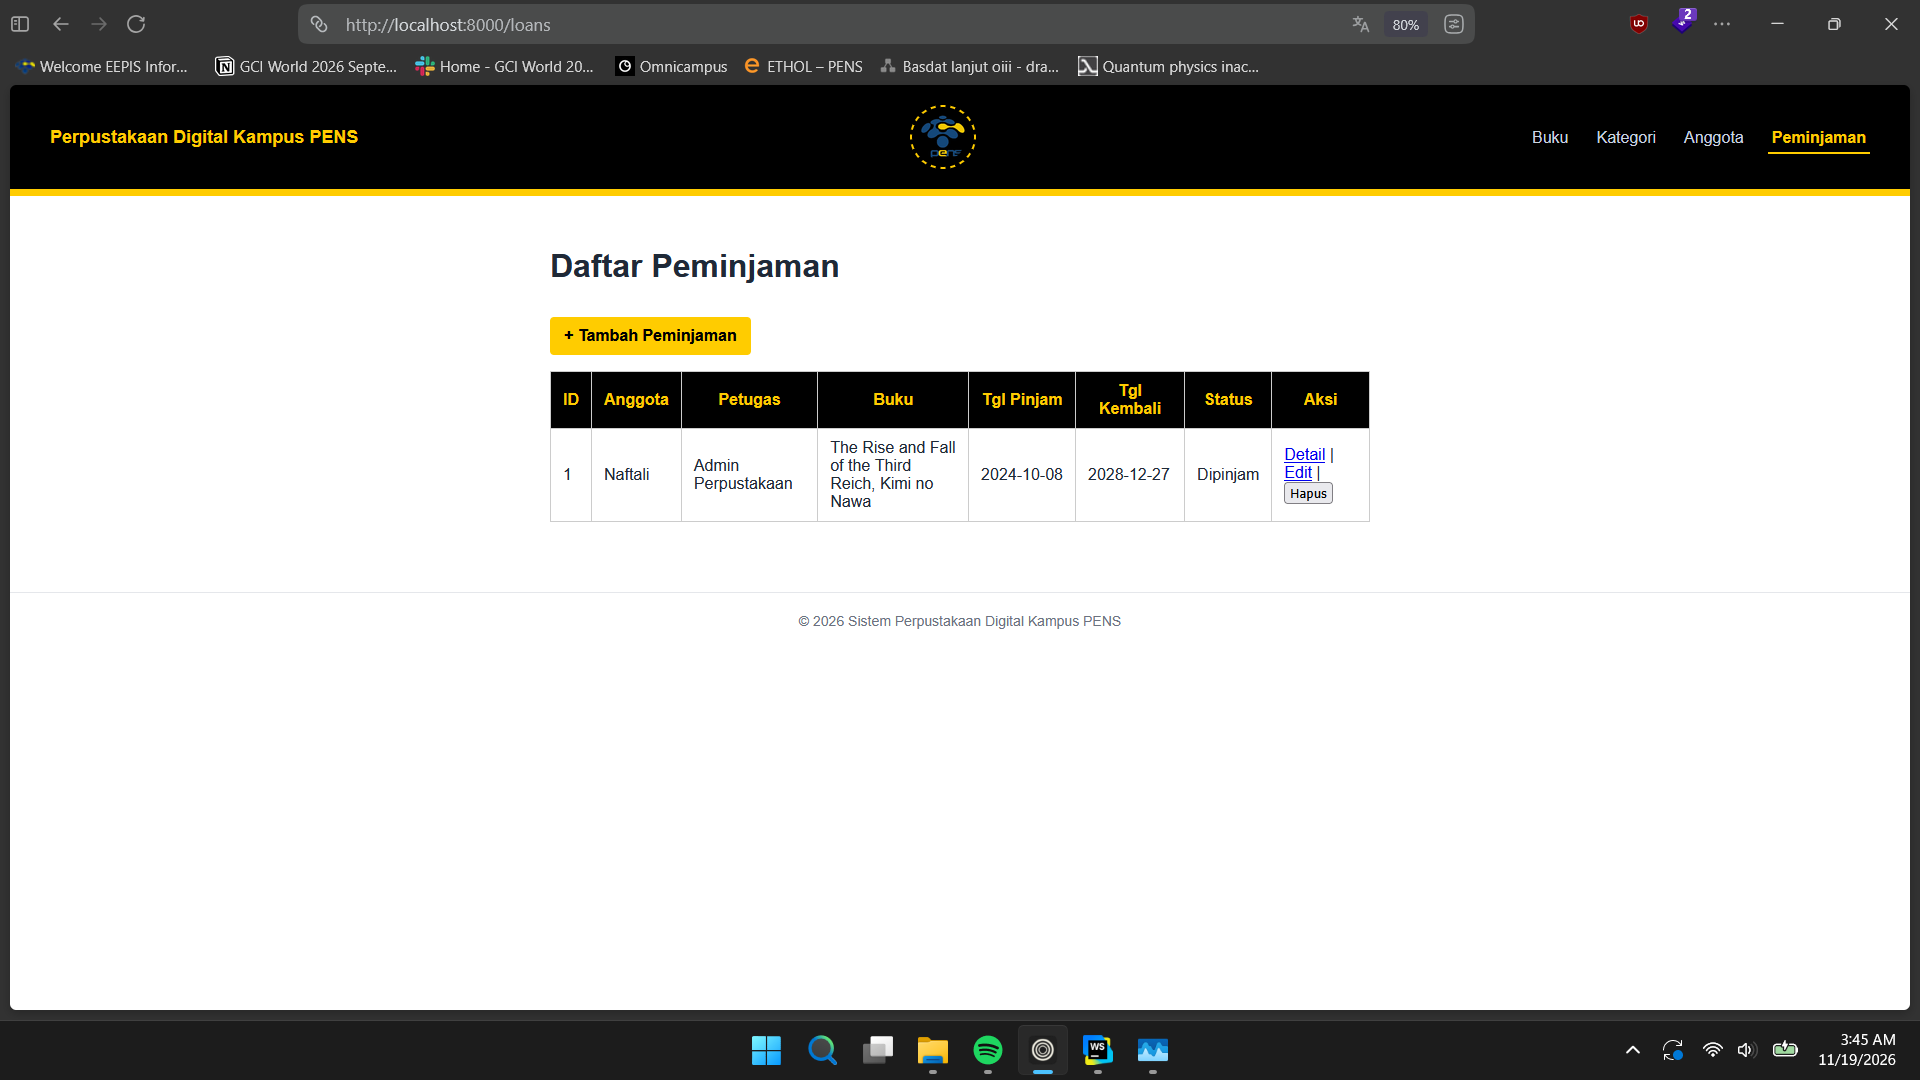 http://localhost:8000/loans
80%
2
Welcome EEPIS Infor...
GCI World 2026 Septe...
Home - GCI World 20...
Omnicampus
ETHOL – PENS
Basdat lanjut oiii - dra...
Quantum physics inac...
Perpustakaan Digital Kampus PENS
pens
Buku
Kategori
Anggota
Peminjaman
Daftar Peminjaman
+ Tambah Peminjaman
ID
Anggota
Petugas
Buku
Tgl Pinjam
Tgl
Kembali
Status
Aksi
1
Naftali
Admin
Perpustakaan
The Rise and Fall
of the Third
Reich, Kimi no
Nawa
2024-10-08
2028-12-27
Dipinjam
Detail |
Edit |
Hapus
© 2026 Sistem Perpustakaan Digital Kampus PENS
WS
3:45 AM
11/19/2026